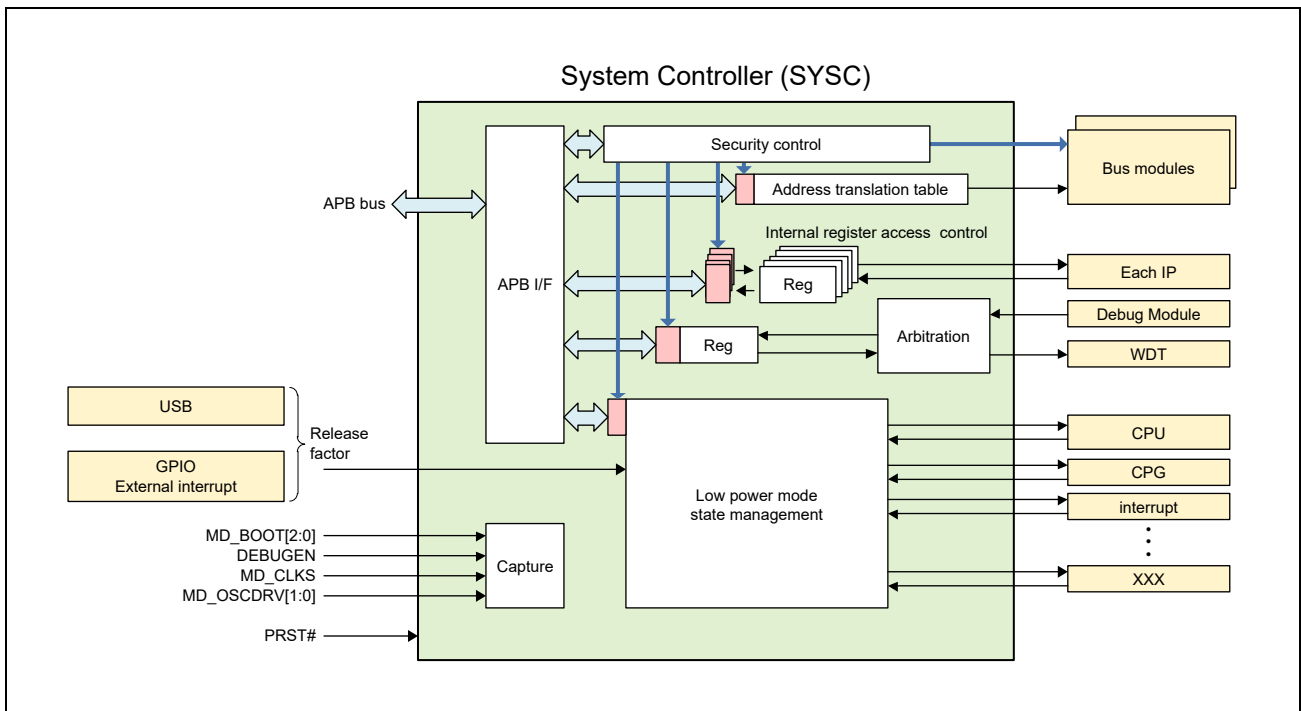 System Controller (SYSC)
Security control
Bus modules
Address translation table
APB bus
Internal register access control
APB I/F
Each IP
Reg
Debug Module
Arbitration
Reg
WDT
USB
Release
factor
CPU
GPIO
External interrupt
CPG
Low power mode
state management
interrupt
MD_BOOT[2:0]
DEBUGEN
MD_CLKS
MD_OSCDRV[1:0]
Capture
XXX
PRST#